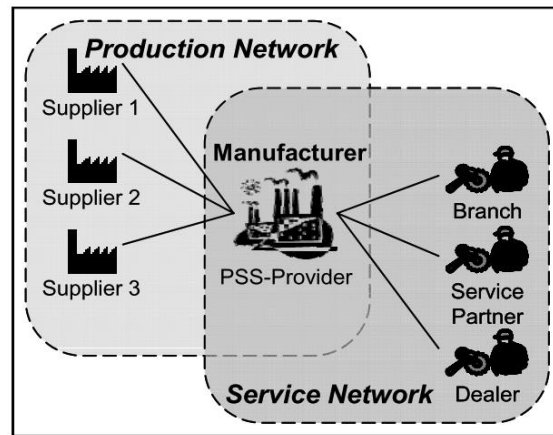 Production Network
Supplier 1
Supplier 2
Supplier 3
Manufacturer
PSS-Provider
Branch
Service
Partner
Dealer
Service Network